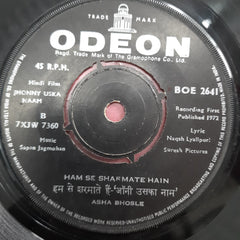 TRADE MARK
ODEON
Regd. Trade Mark of The Gramophone Co. Ltd.
45 R.P.M.
BOE 2641
Hindi Film
JHONNY USKA
NAAM
Recording First
Published 1972
B
7XJW 7360
Lyric
Naqsh Lyallpuri
Music
Sapan Jagmohan
Suresh Pictures
HAM SE SHARMATE HAIN
हम से शरमाते हैं-'जॉनी उसका नाम'
ASHA BHOSLE